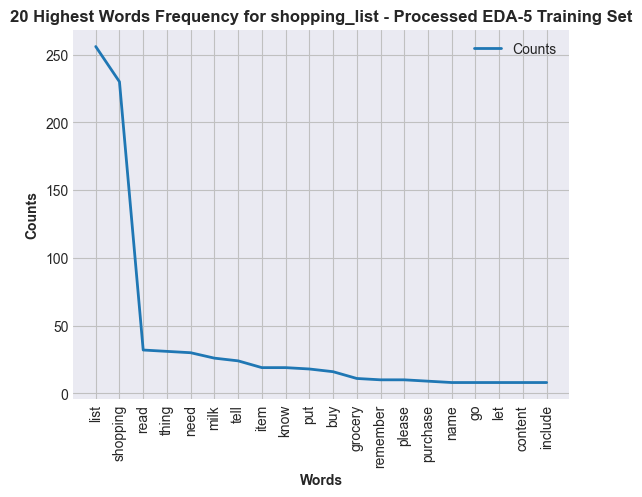 20 Highest Words Frequency for shopping_list - Processed EDA-5 Training Set
Counts
250
200
150
100
50
0
Counts
list
shopping
read
thing
need
milk
tell
item
know
put
buy
grocery
remember
please
purchase
name
go
let
content
include
Words